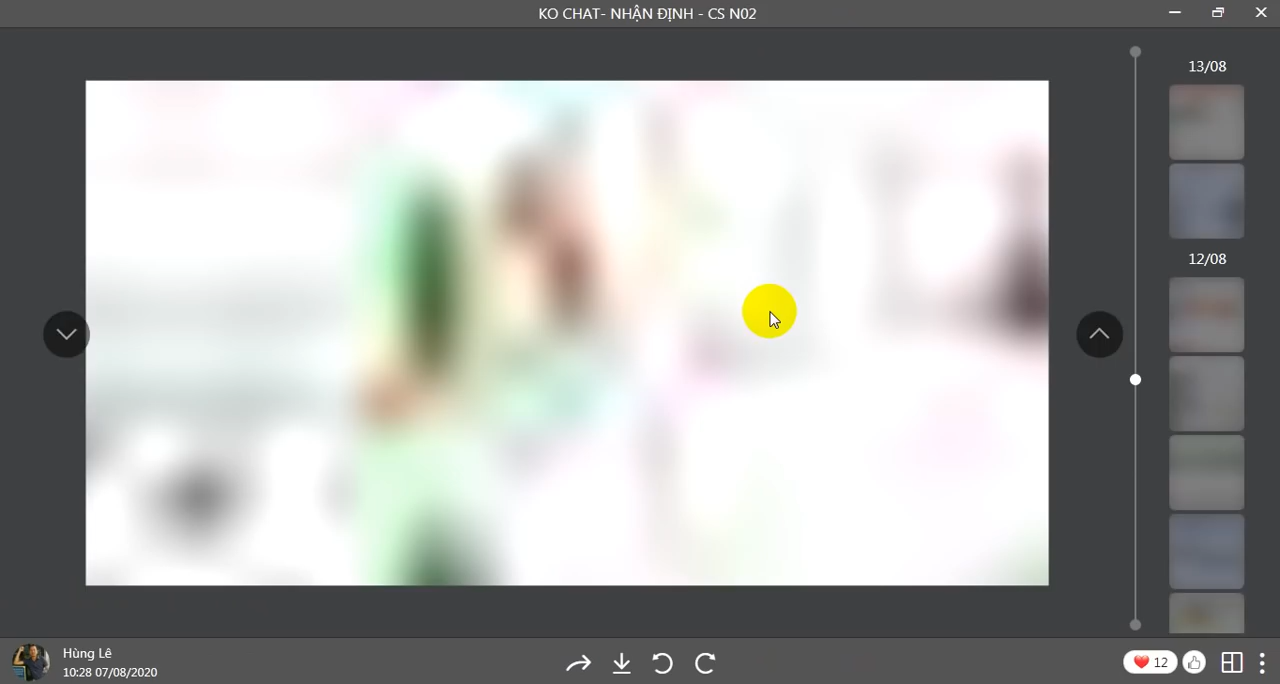 KO CHAT- NHẬN ĐỊNH - CS N02
13/08
12/08
Hùng Lê
10:28 07/08/2020
12